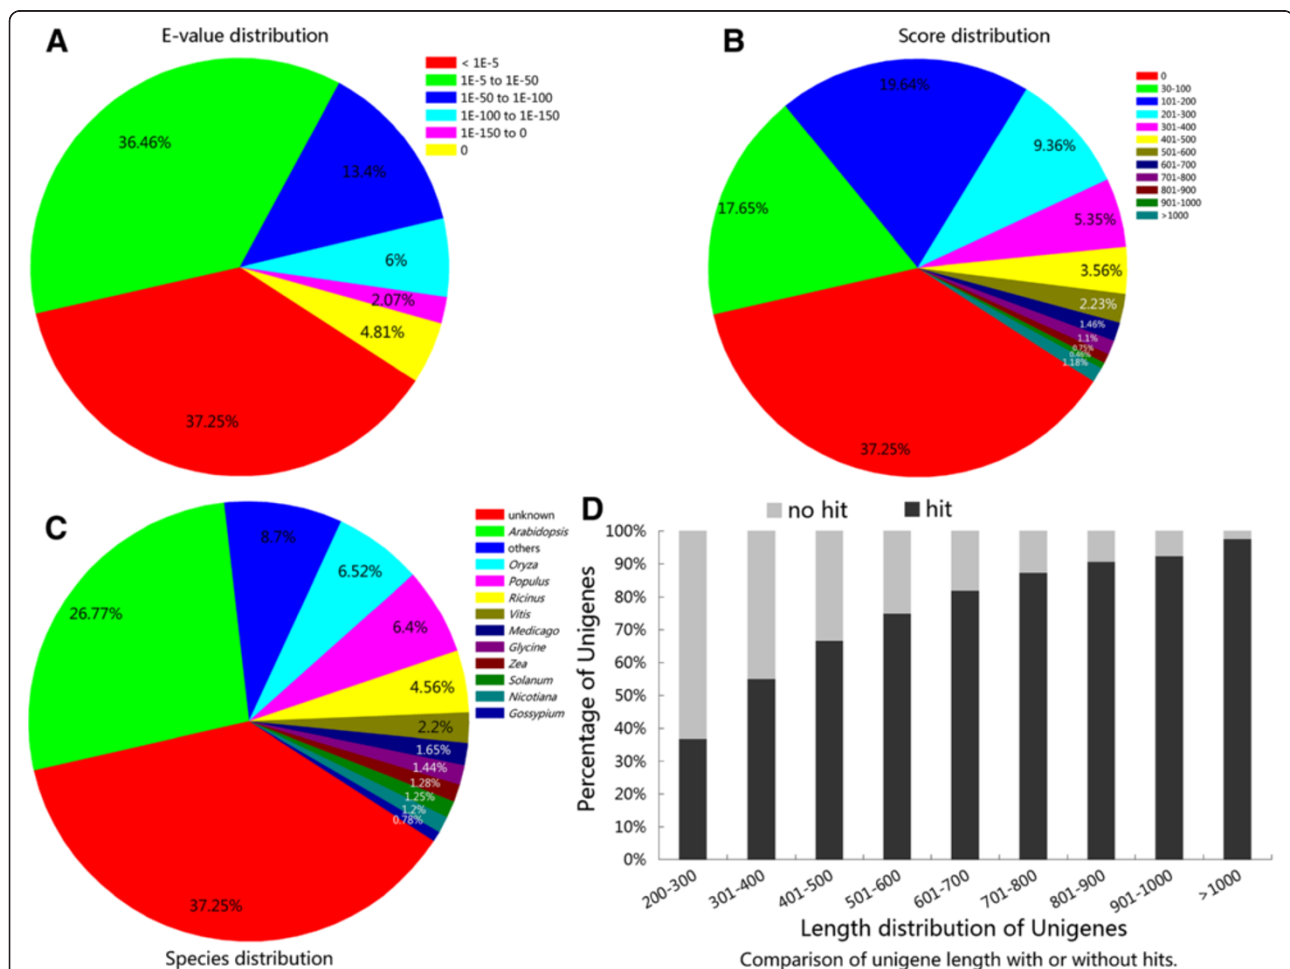 A
E-value distribution
< 1E-5
1E-5 to 1E-50
1E-50 to 1E-100
1E-100 to 1E-150
1E-150 to 0
0
36.46%
13.4%
6%
2.07%
4.81%
37.25%
B
Score distribution
0
30-100
101-200
201-300
301-400
401-500
501-600
601-700
701-800
801-900
901-1000
>1000
19.64%
9.36%
17.65%
5.35%
3.56%
2.23%
1.46%
1.1%
0.75%
0.46%
1.18%
37.25%
C
unknown
Arabidopsis
others
Oryza
Populus
Ricinus
Vitis
Medicago
Glycine
Zea
Solanum
Nicotiana
Gossypium
8.7%
6.52%
26.77%
6.4%
4.56%
2.2%
1.65%
1.44%
1.28%
1.25%
1.2%
0.78%
37.25%
Species distribution
D
no hit
hit
Percentage of Unigenes
100%
90%
80%
70%
60%
50%
40%
30%
20%
10%
0%
200-300
301-400
401-500
501-600
601-700
701-800
801-900
901-1000
>1000
Length distribution of Unigenes
Comparison of unigene length with or without hits.